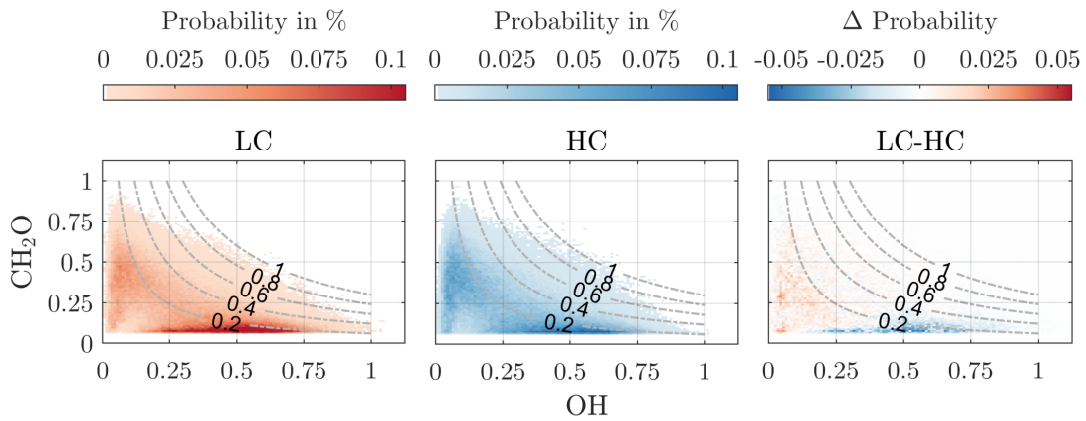 Probability in %
Probability in %
Δ Probability
0 0.025 0.05 0.075 0.1
0 0.025 0.05 0.075 0.1
-0.05 -0.025 0 0.025 0.05
LC
HC
LC-HC
CH₂O
1
0.75
0.5
0.25
0
0.2 0.4 0.6 0.8 1
0.2 0.4 0.6 0.8 1
0.2 0.4 0.6 0.8 1
0 0.25 0.5 0.75 1
0 0.25 0.5 0.75 1
0 0.25 0.5 0.75 1
OH